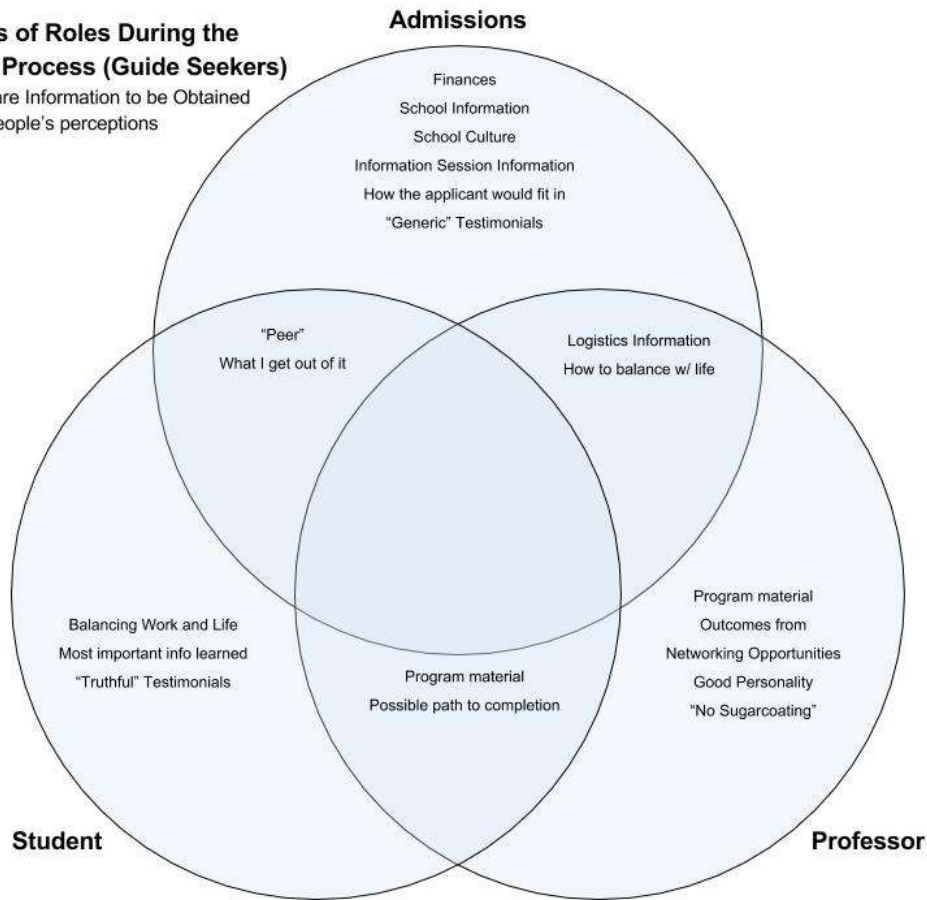 Admissions
s of Roles During the
Process (Guide Seekers)
are Information to be Obtained
eople's perceptions
Finances
School Information
School Culture
Information Session Information
How the applicant would fit in
“Generic” Testimonials
“Peer”
What I get out of it
Logistics Information
How to balance w/ life
Balancing Work and Life
Most important info learned
“Truthful” Testimonials
Program material
Possible path to completion
Program material
Outcomes from
Networking Opportunities
Good Personality
“No Sugarcoating”
Student
Professor